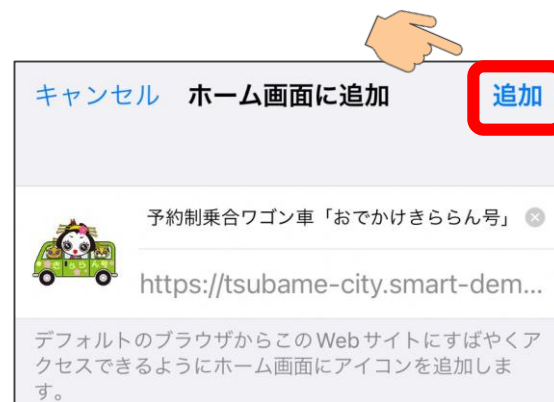 キャンセル ホーム画面に追加 追加
予約制乗合ワゴン車「おでかけきららん号」
https://tsubame-city.smart-dem...
デフォルトのブラウザからこのWebサイトにすばやくア
クセスできるようにホーム画面にアイコンを追加しま
す。